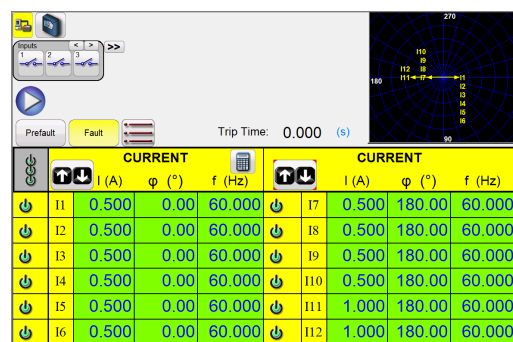 Inputs < >
>>
1 2 3
270
I10
I9
I12 I8
I11 I7 I1
180
I2
I3
I4
I5
I6
90
Prefault Fault Trip Time: 0.000 (s)
CURRENT CURRENT
I (A) φ (°) f (Hz) I (A) φ (°) f (Hz)
I1 0.500 0.00 60.000 I7 0.500 180.00 60.000
I2 0.500 0.00 60.000 I8 0.500 180.00 60.000
I3 0.500 0.00 60.000 I9 0.500 180.00 60.000
I4 0.500 0.00 60.000 I10 0.500 180.00 60.000
I5 0.500 0.00 60.000 I11 1.000 180.00 60.000
I6 0.500 0.00 60.000 I12 1.000 180.00 60.000